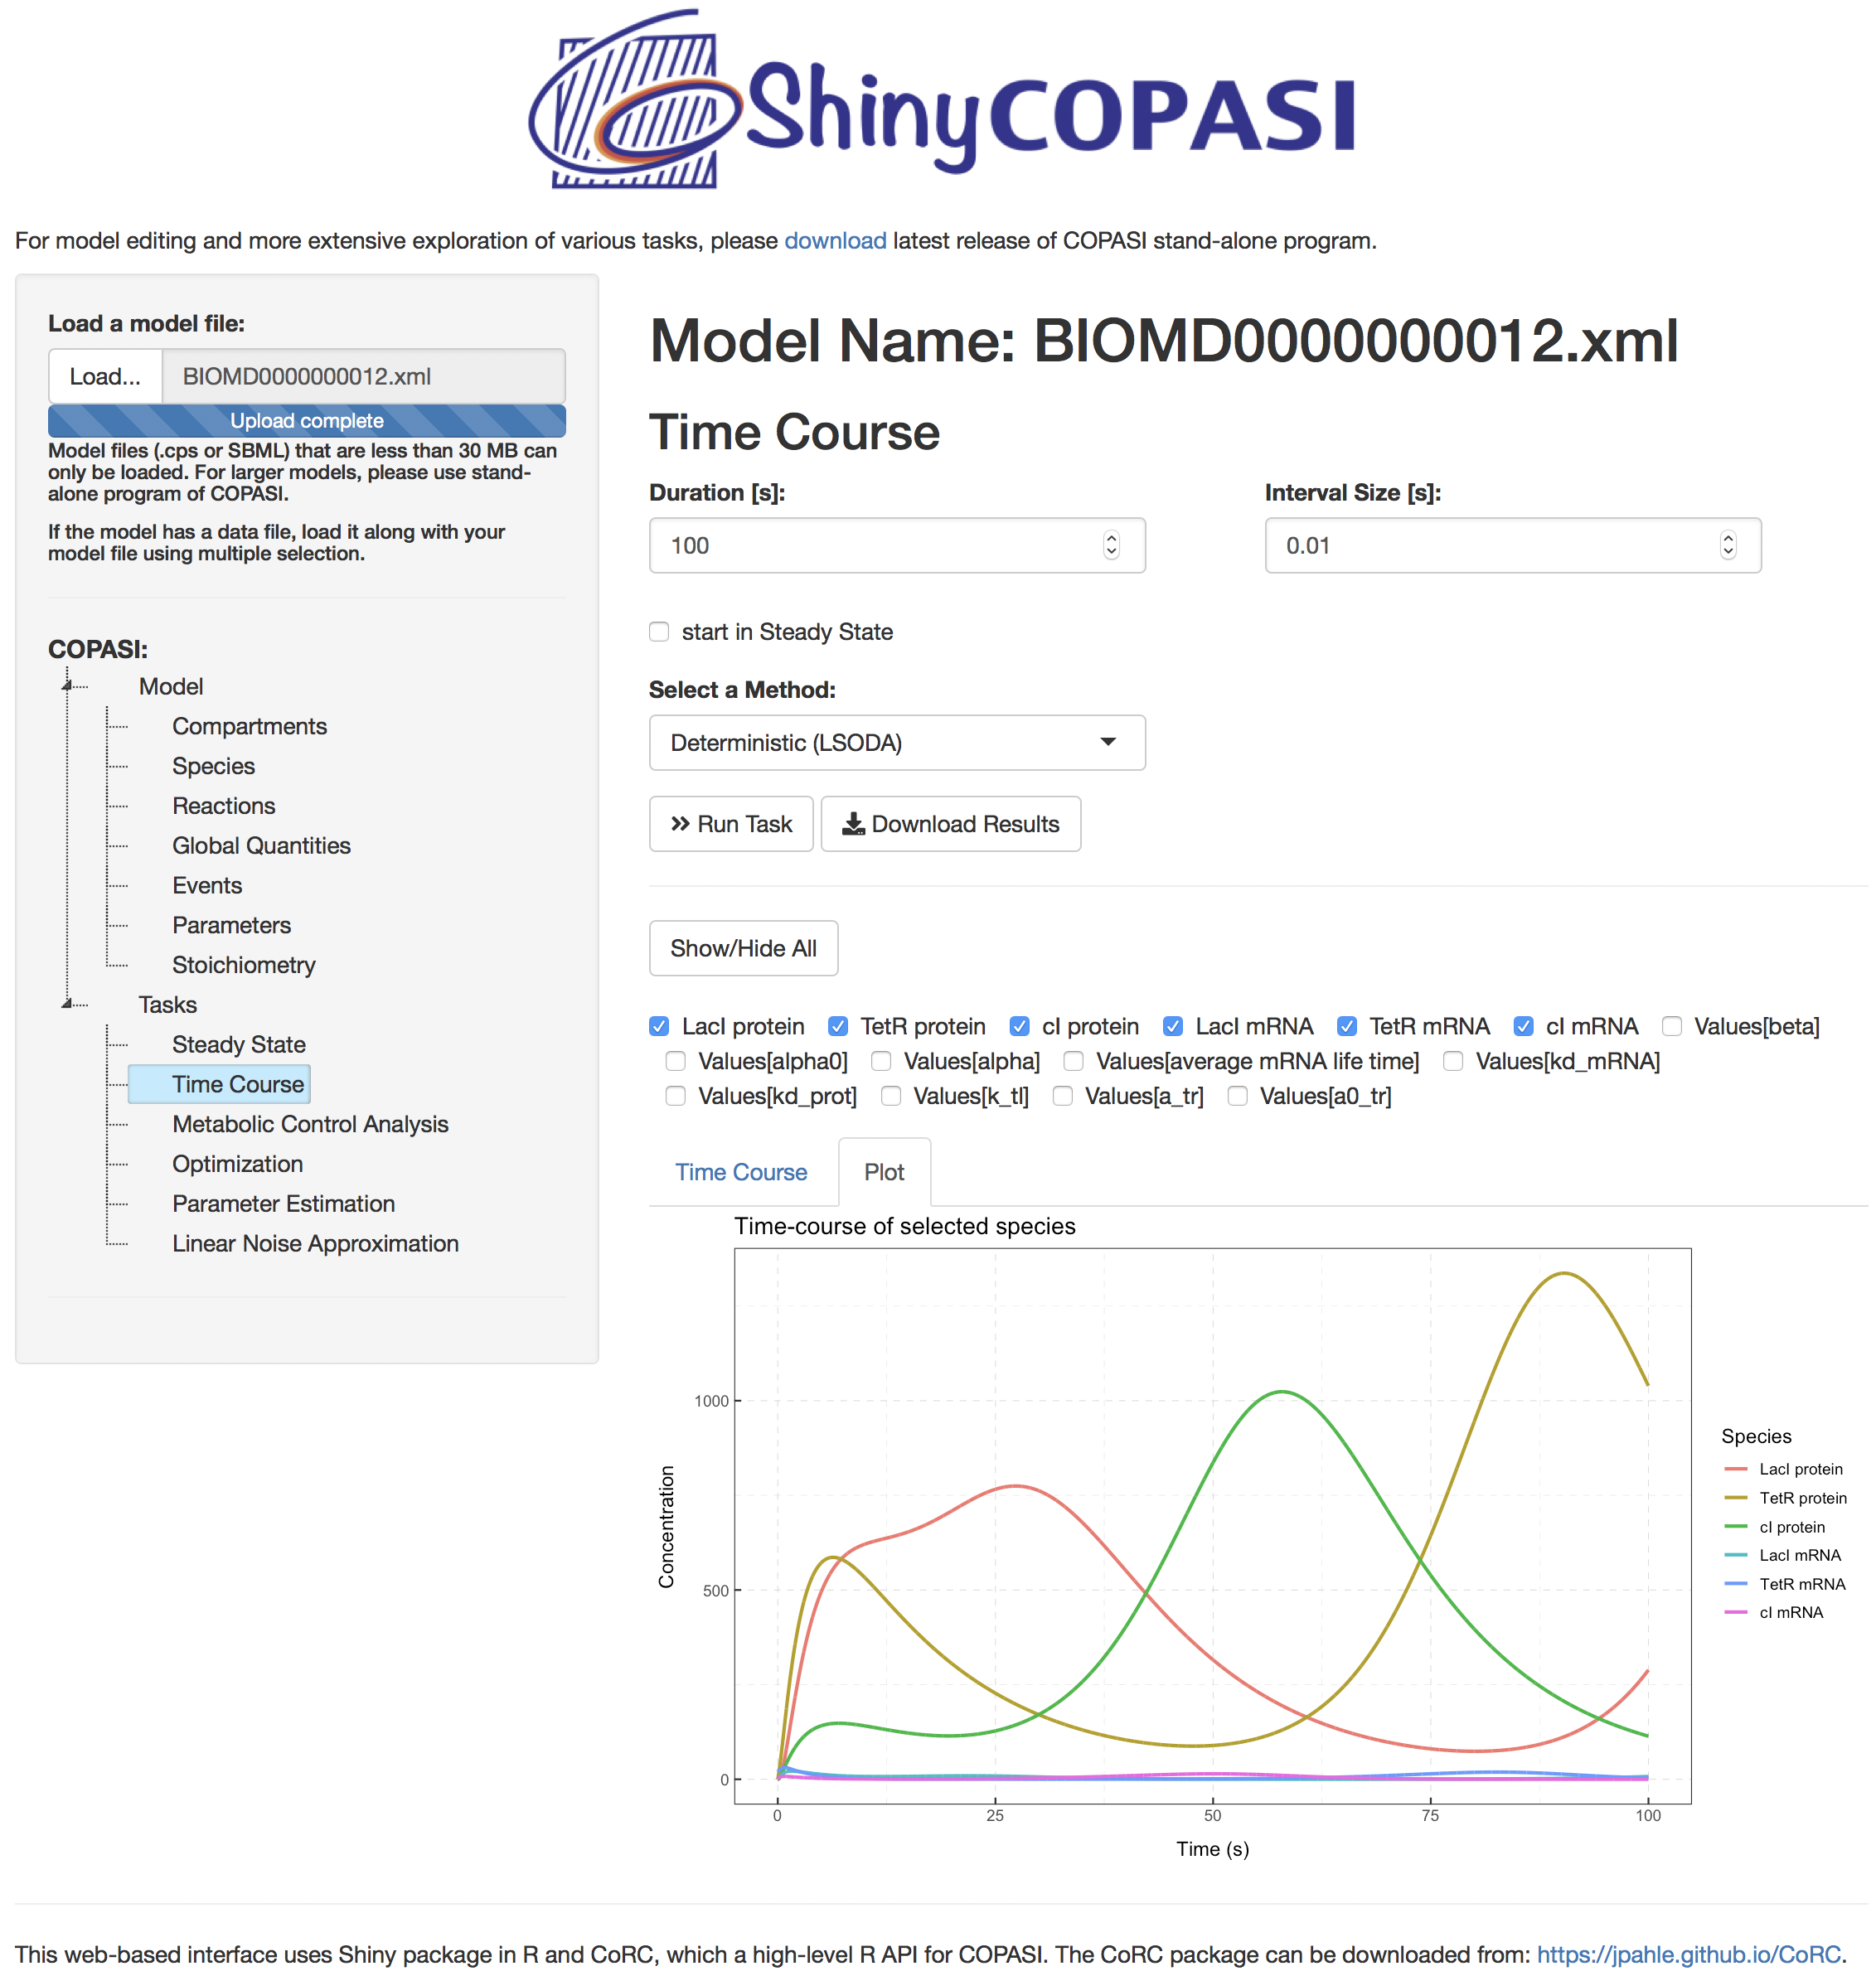 ShinyCOPASI
For model editing and more extensive exploration of various tasks, please download latest release of COPASI stand-alone program.
Load a model file:
Load... BIOMD0000000012.xml
Upload complete
Model files (.cps or SBML) that are less than 30 MB can
only be loaded. For larger models, please use stand-
alone program of COPASI.
If the model has a data file, load it along with your
model file using multiple selection.
COPASI:
Model
Compartments
Species
Reactions
Global Quantities
Events
Parameters
Stoichiometry
Tasks
Steady State
Time Course
Metabolic Control Analysis
Optimization
Parameter Estimation
Linear Noise Approximation
Model Name: BIOMD0000000012.xml
Time Course
Duration [s]: Interval Size [s]:
100 0.01
start in Steady State
Select a Method:
Deterministic (LSODA)
Run Task Download Results
Show/Hide All
LacI protein TetR protein cI protein LacI mRNA TetR mRNA cI mRNA Values[beta]
Values[alpha0] Values[alpha] Values[average mRNA life time] Values[kd_mRNA]
Values[kd_prot] Values[k_tl] Values[a_tr] Values[a0_tr]
Time Course Plot
Time-course of selected species
Concentration
1000
500
0
0 25 50 75 100
Time (s)
Species
LacI protein
TetR protein
cI protein
LacI mRNA
TetR mRNA
cI mRNA
This web-based interface uses Shiny package in R and CoRC, which a high-level R API for COPASI. The CoRC package can be downloaded from: https://jpahle.github.io/CoRC.